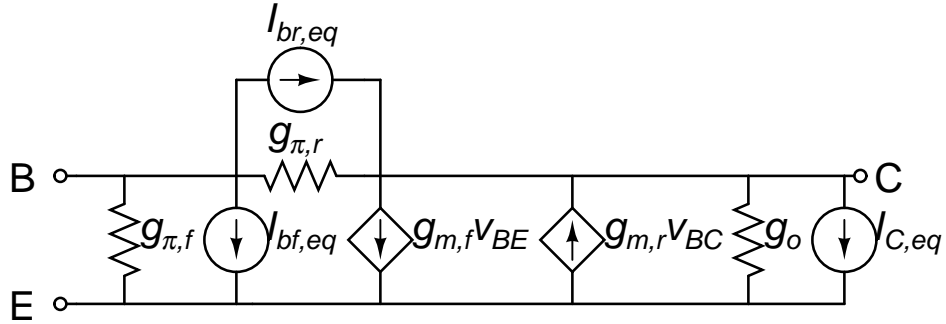 I_{br,eq}
g_{π,r}
B
C
g_{π,f}
I_{bf,eq}
g_{m,f}v_{BE}
g_{m,r}v_{BC}
g_o
I_{C,eq}
E